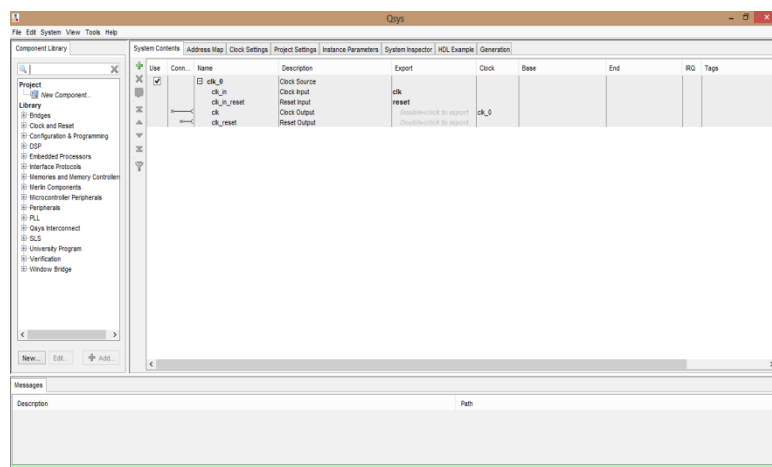 Qsys
File Edit System View Tools Help
Component Library
Project
New Component...
Library
Bridges
Clock and Reset
Configuration & Programming
DSP
Embedded Processors
Interface Protocols
Memories and Memory Controllers
Merlin Components
Microcontroller Peripherals
Peripherals
PLL
Qsys Interconnect
SLS
University Program
Verification
Window Bridge
New... Edit... Add...
System Contents Address Map Clock Settings Project Settings Instance Parameters System Inspector HDL Example Generation
Use Conn... Name Description Export Clock Base End IRQ Tags
clk_0 Clock Source
clk_in Clock Input clk
clk_in_reset Reset Input reset
clk Clock Output Double-click to export clk_0
clk_reset Reset Output Double-click to export
Messages
Description Path